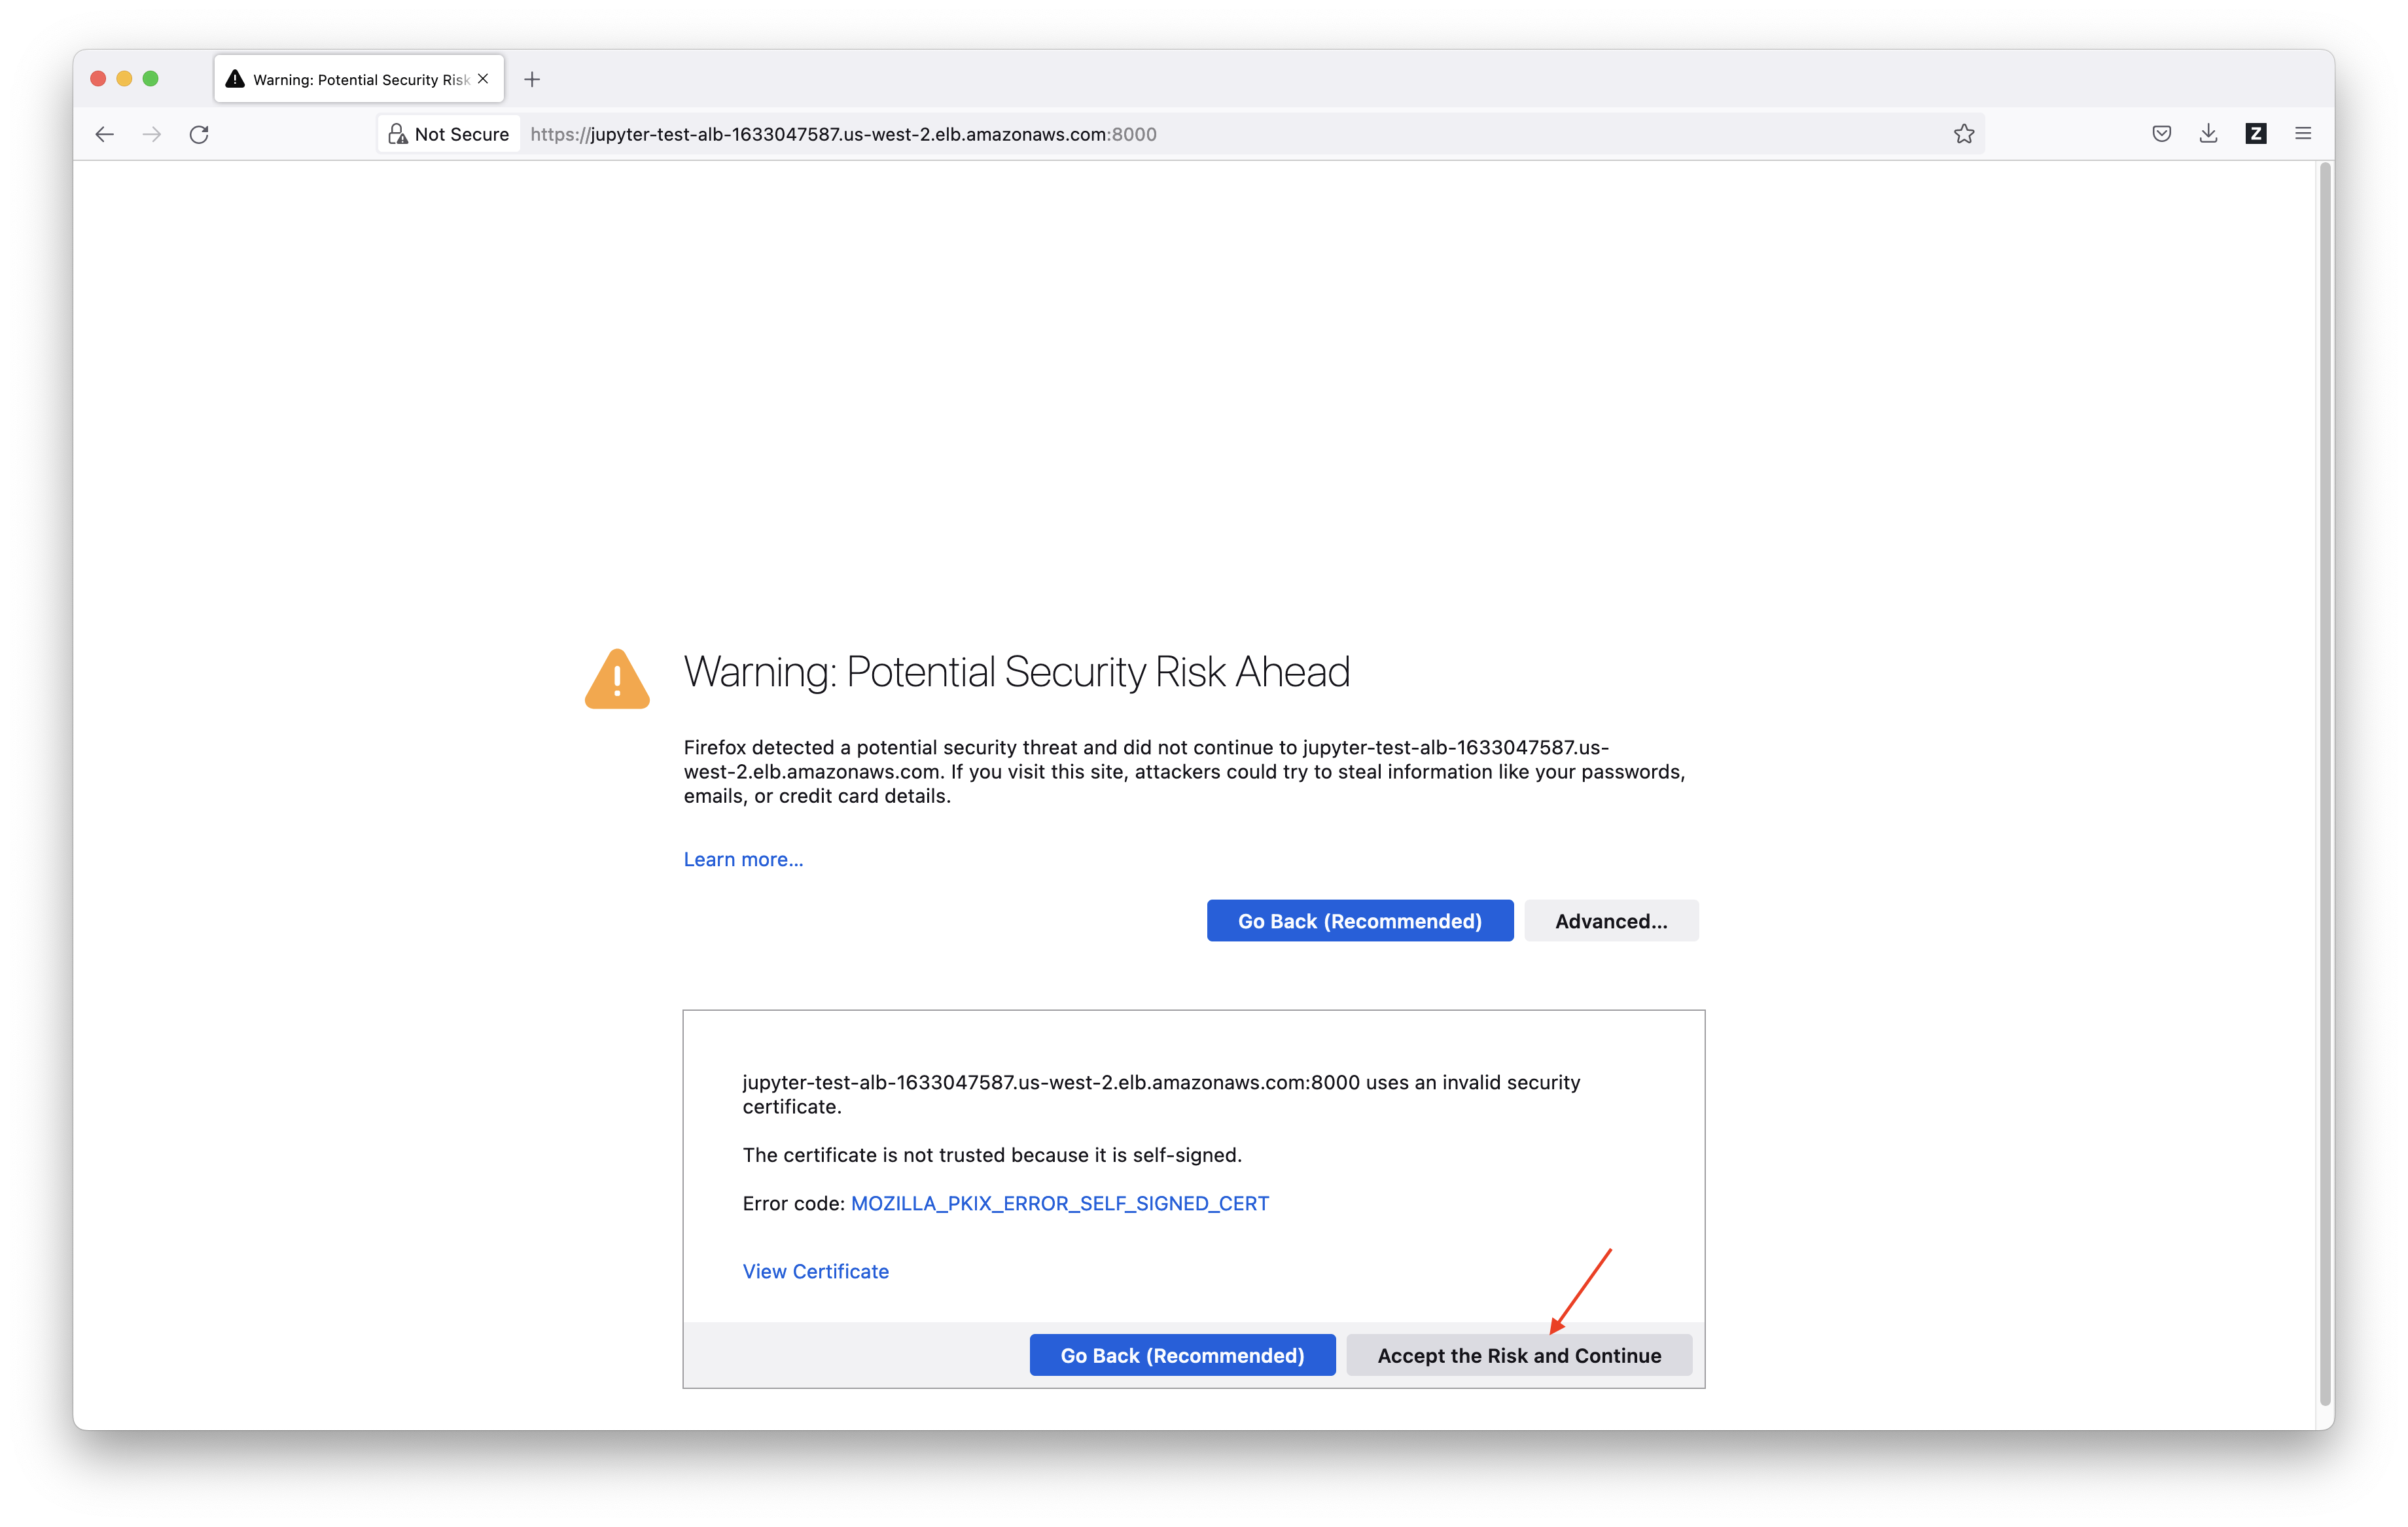 Warning: Potential Security Risk
Not Secure https://jupyter-test-alb-1633047587.us-west-2.elb.amazonaws.com:8000
Z
Warning: Potential Security Risk Ahead
Firefox detected a potential security threat and did not continue to jupyter-test-alb-1633047587.us-
west-2.elb.amazonaws.com. If you visit this site, attackers could try to steal information like your passwords,
emails, or credit card details.
Learn more…
Go Back (Recommended) Advanced...
jupyter-test-alb-1633047587.us-west-2.elb.amazonaws.com:8000 uses an invalid security
certificate.
The certificate is not trusted because it is self-signed.
Error code: MOZILLA_PKIX_ERROR_SELF_SIGNED_CERT
View Certificate
Go Back (Recommended) Accept the Risk and Continue